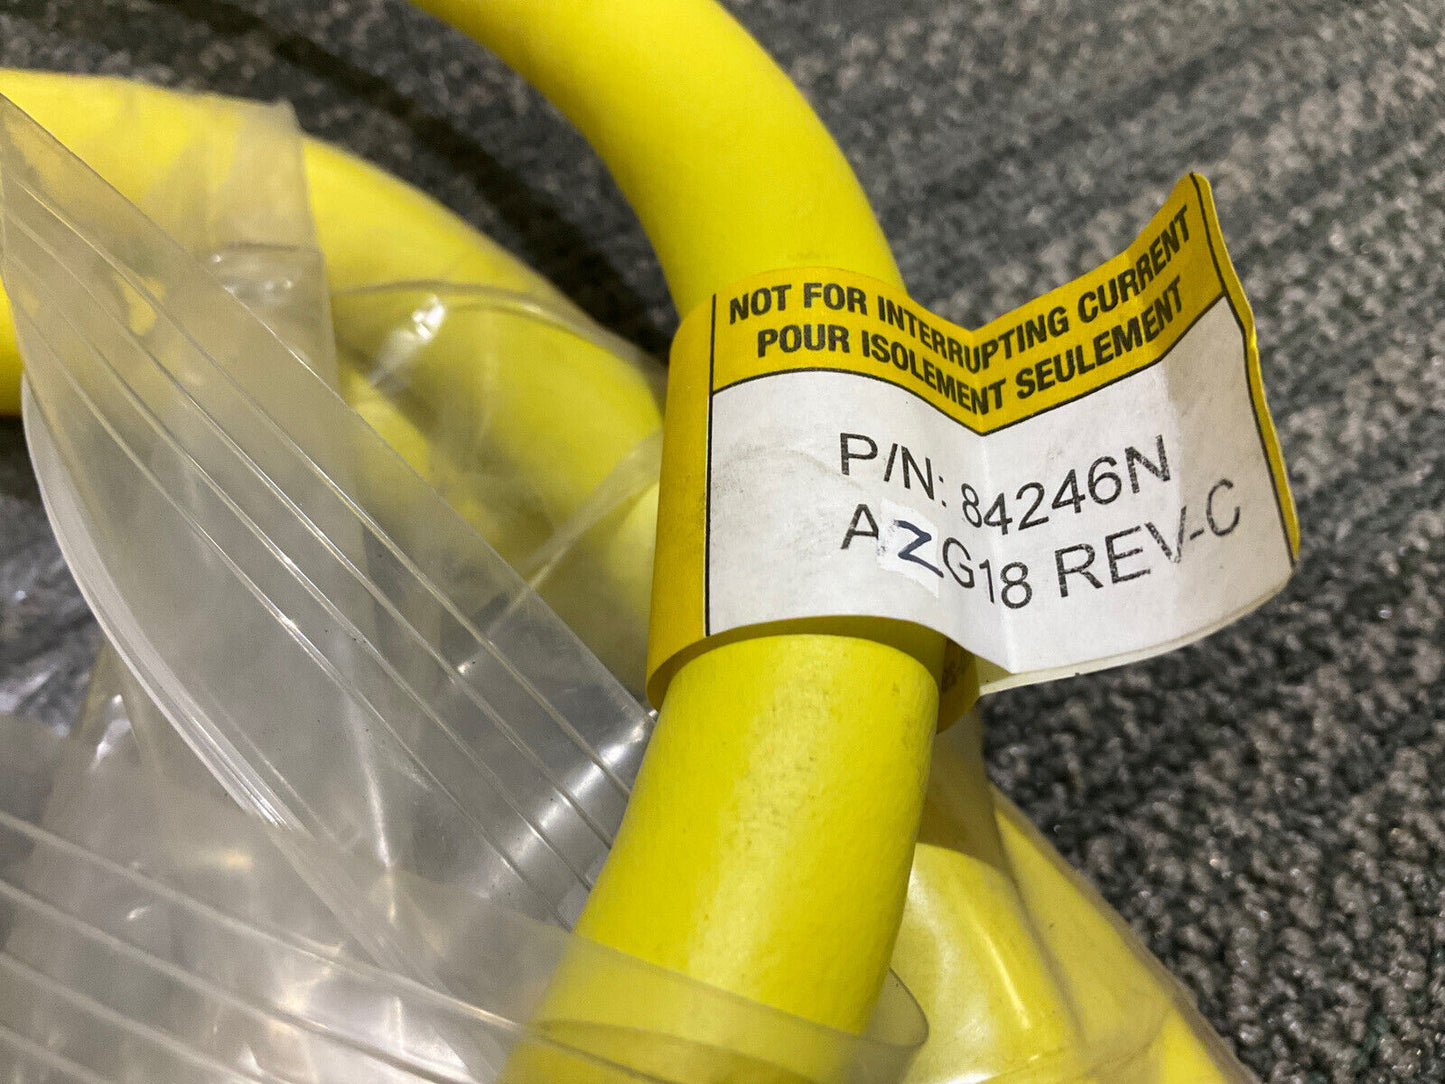 NOT FOR INTERRUPTING CURRENT
POUR ISOLEMENT SEULEMENT
P/N: 84246N
AZG18 REV-C